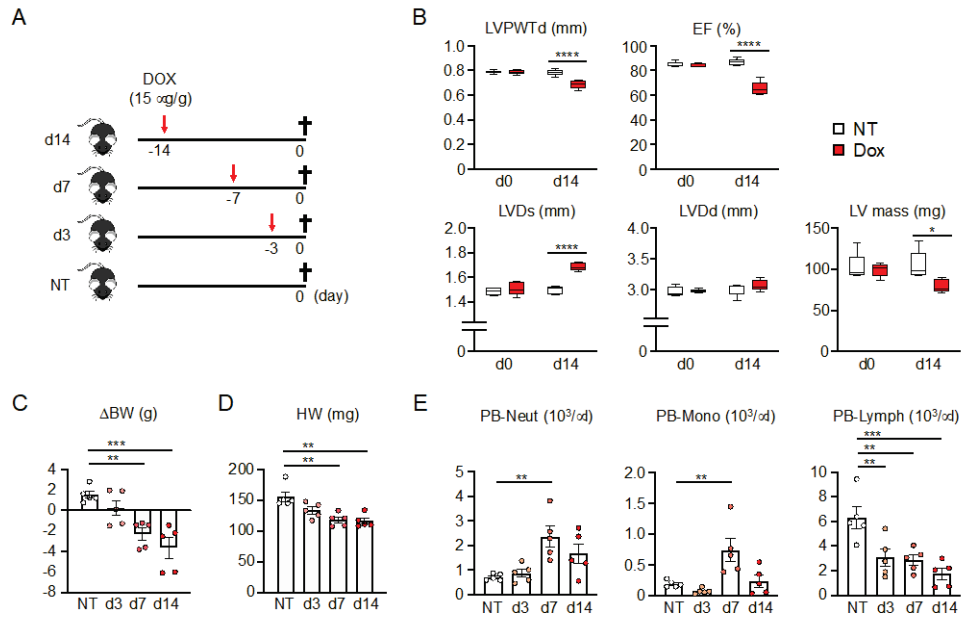 A
DOX
(15 ∝g/g)
d14
-14
0
d7
-7
0
d3
-3
0
NT
0 (day)
B
LVPWTd (mm)
1.0
0.8
0.6
0.4
0.2
0
****
d0
d14
EF (%)
100
80
60
40
20
0
****
d0
d14
NT
Dox
LVDs (mm)
1.8
1.6
1.4
0
****
d0
d14
LVDd (mm)
4.0
3.5
3.0
2.5
0
d0
d14
LV mass (mg)
150
100
50
0
*
d0
d14
C
ΔBW (g)
***
**
4
2
0
-2
-4
-6
-8
NT d3 d7 d14
D
HW (mg)
**
**
200
150
100
50
0
NT d3 d7 d14
E
PB-Neut (10³/∝l)
**
5
4
3
2
1
0
NT d3 d7 d14
PB-Mono (10³/∝l)
**
2.0
1.5
1.0
0.5
0.0
NT d3 d7 d14
PB-Lymph (10³/∝l)
***
**
**
10
8
6
4
2
0
NT d3 d7 d14